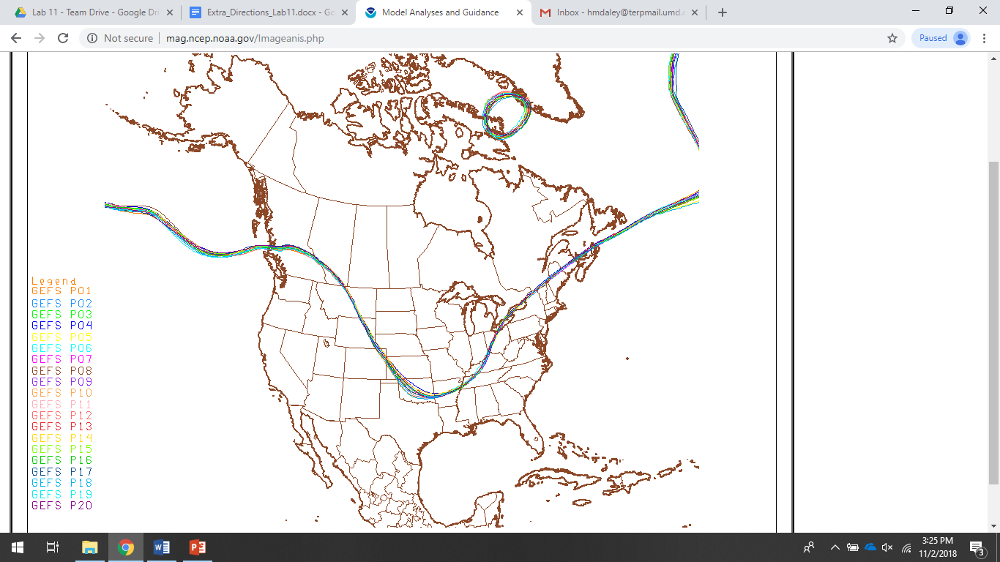 Lab 11 - Team Drive - Google Dri
Extra_Directions_Lab11.docx - Go
Model Analyses and Guidance
Inbox - hmdaley@terpmail.umd.e
Not secure | mag.ncep.noaa.gov/Imageanis.php
Paused
Legend
GEFS P01
GEFS P02
GEFS P03
GEFS P04
GEFS P05
GEFS P06
GEFS P07
GEFS P08
GEFS P09
GEFS P10
GEFS P11
GEFS P12
GEFS P13
GEFS P14
GEFS P15
GEFS P16
GEFS P17
GEFS P18
GEFS P19
GEFS P20
3:25 PM
11/2/2018
3